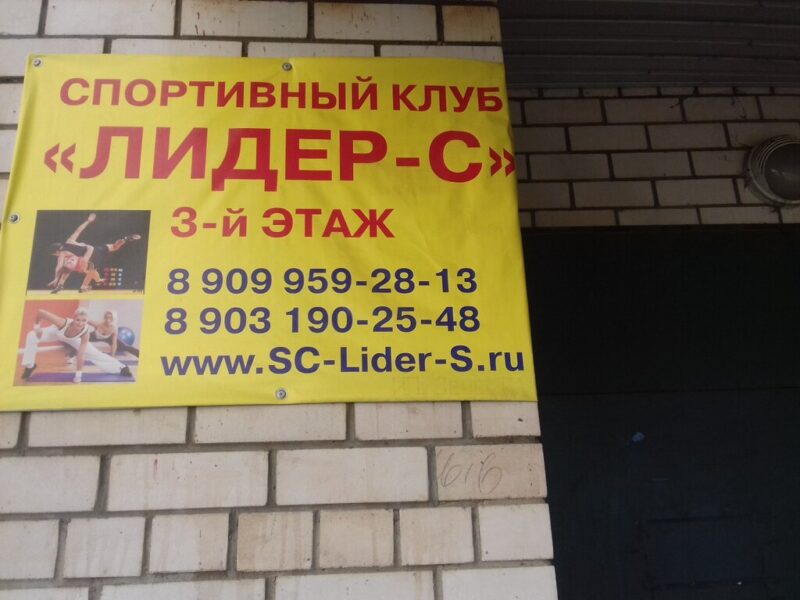 СПОРТИВНЫЙ КЛУБ
«ЛИДЕР-С»
3-й ЭТАЖ
8 909 959-28-13
8 903 190-25-48
www.SC-Lider-S.ru